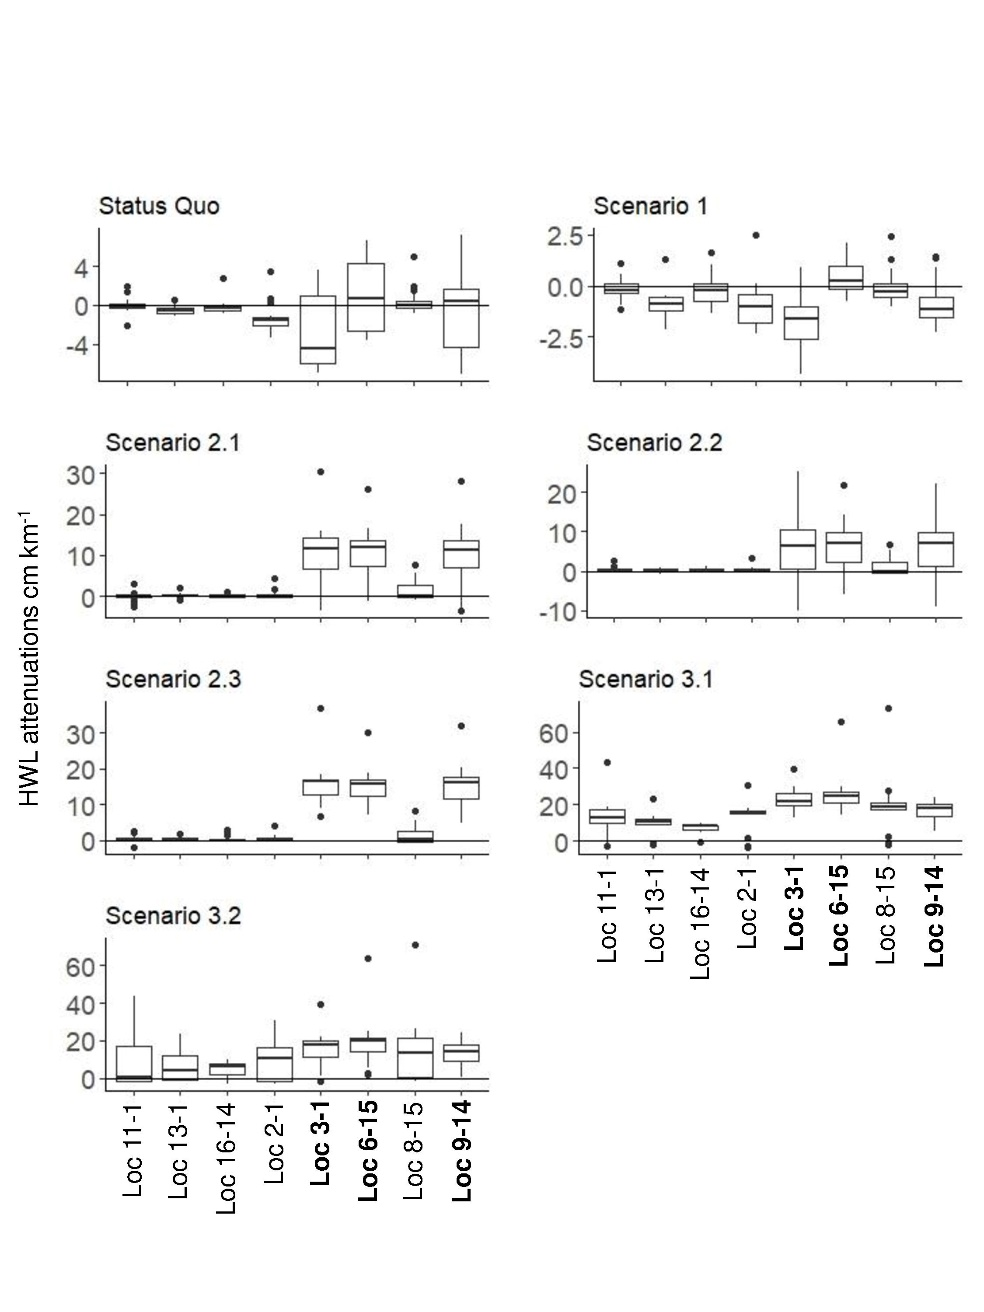 Status Quo
4
0
-4
Scenario 1
2.5
0.0
-2.5
Scenario 2.1
30
20
10
0
Scenario 2.2
20
10
0
-10
HWL attenuations cm km-1
Scenario 2.3
30
20
10
0
Scenario 3.1
60
40
20
0
Loc 11-1
Loc 13-1
Loc 16-14
Loc 2-1
Loc 3-1
Loc 6-15
Loc 8-15
Loc 9-14
Scenario 3.2
60
40
20
0
Loc 11-1
Loc 13-1
Loc 16-14
Loc 2-1
Loc 3-1
Loc 6-15
Loc 8-15
Loc 9-14